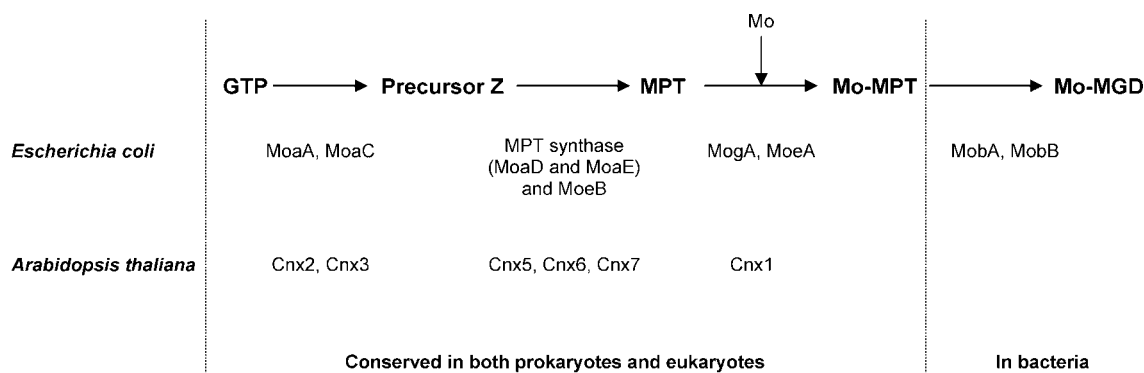 Mo
GTP Precursor Z MPT Mo-MPT Mo-MGD
Escherichia coli MoaA, MoaC MPT synthase MogA, MoeA MobA, MobB
(MoaD and MoaE)
and MoeB
Arabidopsis thaliana Cnx2, Cnx3 Cnx5, Cnx6, Cnx7 Cnx1
Conserved in both prokaryotes and eukaryotes In bacteria